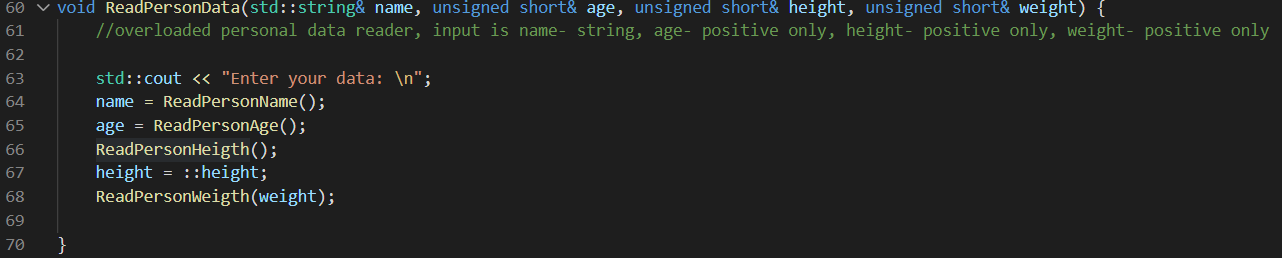 60 void ReadPersonData(std::string& name, unsigned short& age, unsigned short& height, unsigned short& weight) {
61 //overloaded personal data reader, input is name- string, age- positive only, height- positive only, weight- positive only
62
63 std::cout << "Enter your data: \n";
64 name = ReadPersonName();
65 age = ReadPersonAge();
66 ReadPersonHeigth();
67 height = ::height;
68 ReadPersonWeigth(weight);
69
70 }